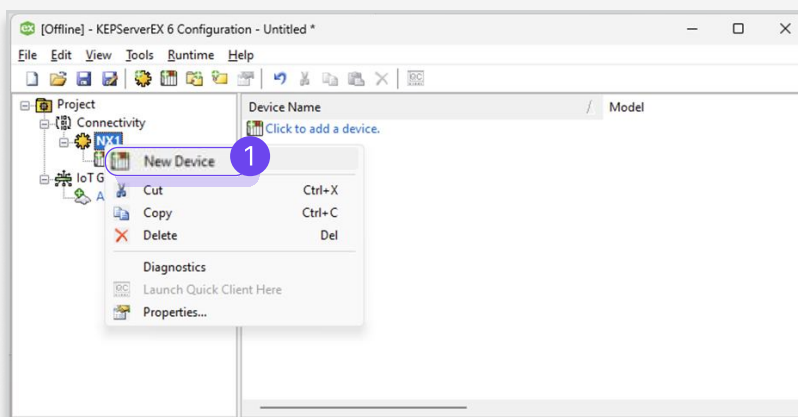 [Offline] - KEPServerEX 6 Configuration - Untitled *
File Edit View Tools Runtime Help
Project
Connectivity
NX1
IoT G
A
Device Name / Model
Click to add a device.
New Device 1
Cut Ctrl+X
Copy Ctrl+C
Delete Del
Diagnostics
Launch Quick Client Here
Properties...